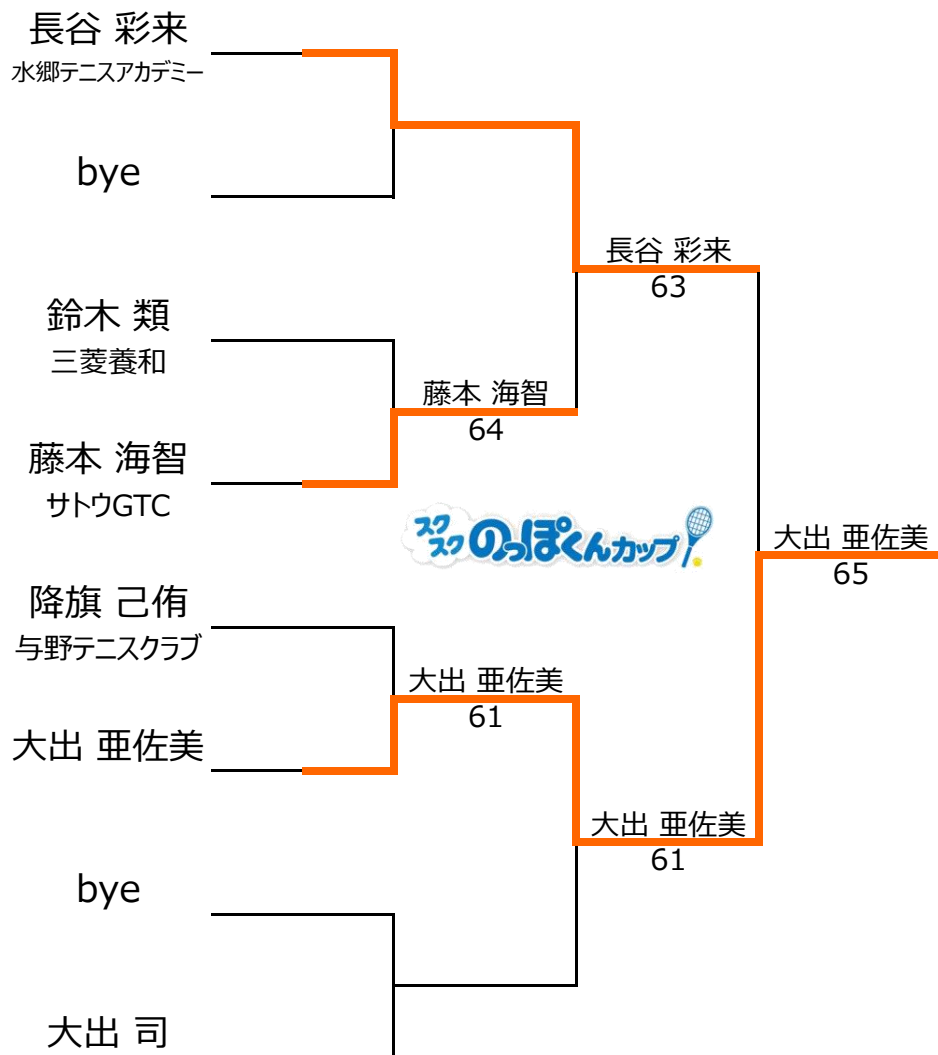 長谷 彩来
水郷テニスアカデミー
bye
長谷 彩来
63
鈴木 類
三菱養和
藤本 海智
64
藤本 海智
サトウGTC
スクスク のっぽくんカップ
大出 亜佐美
65
降旗 己侑
与野テニスクラブ
大出 亜佐美
61
大出 亜佐美
大出 亜佐美
61
bye
大出 司